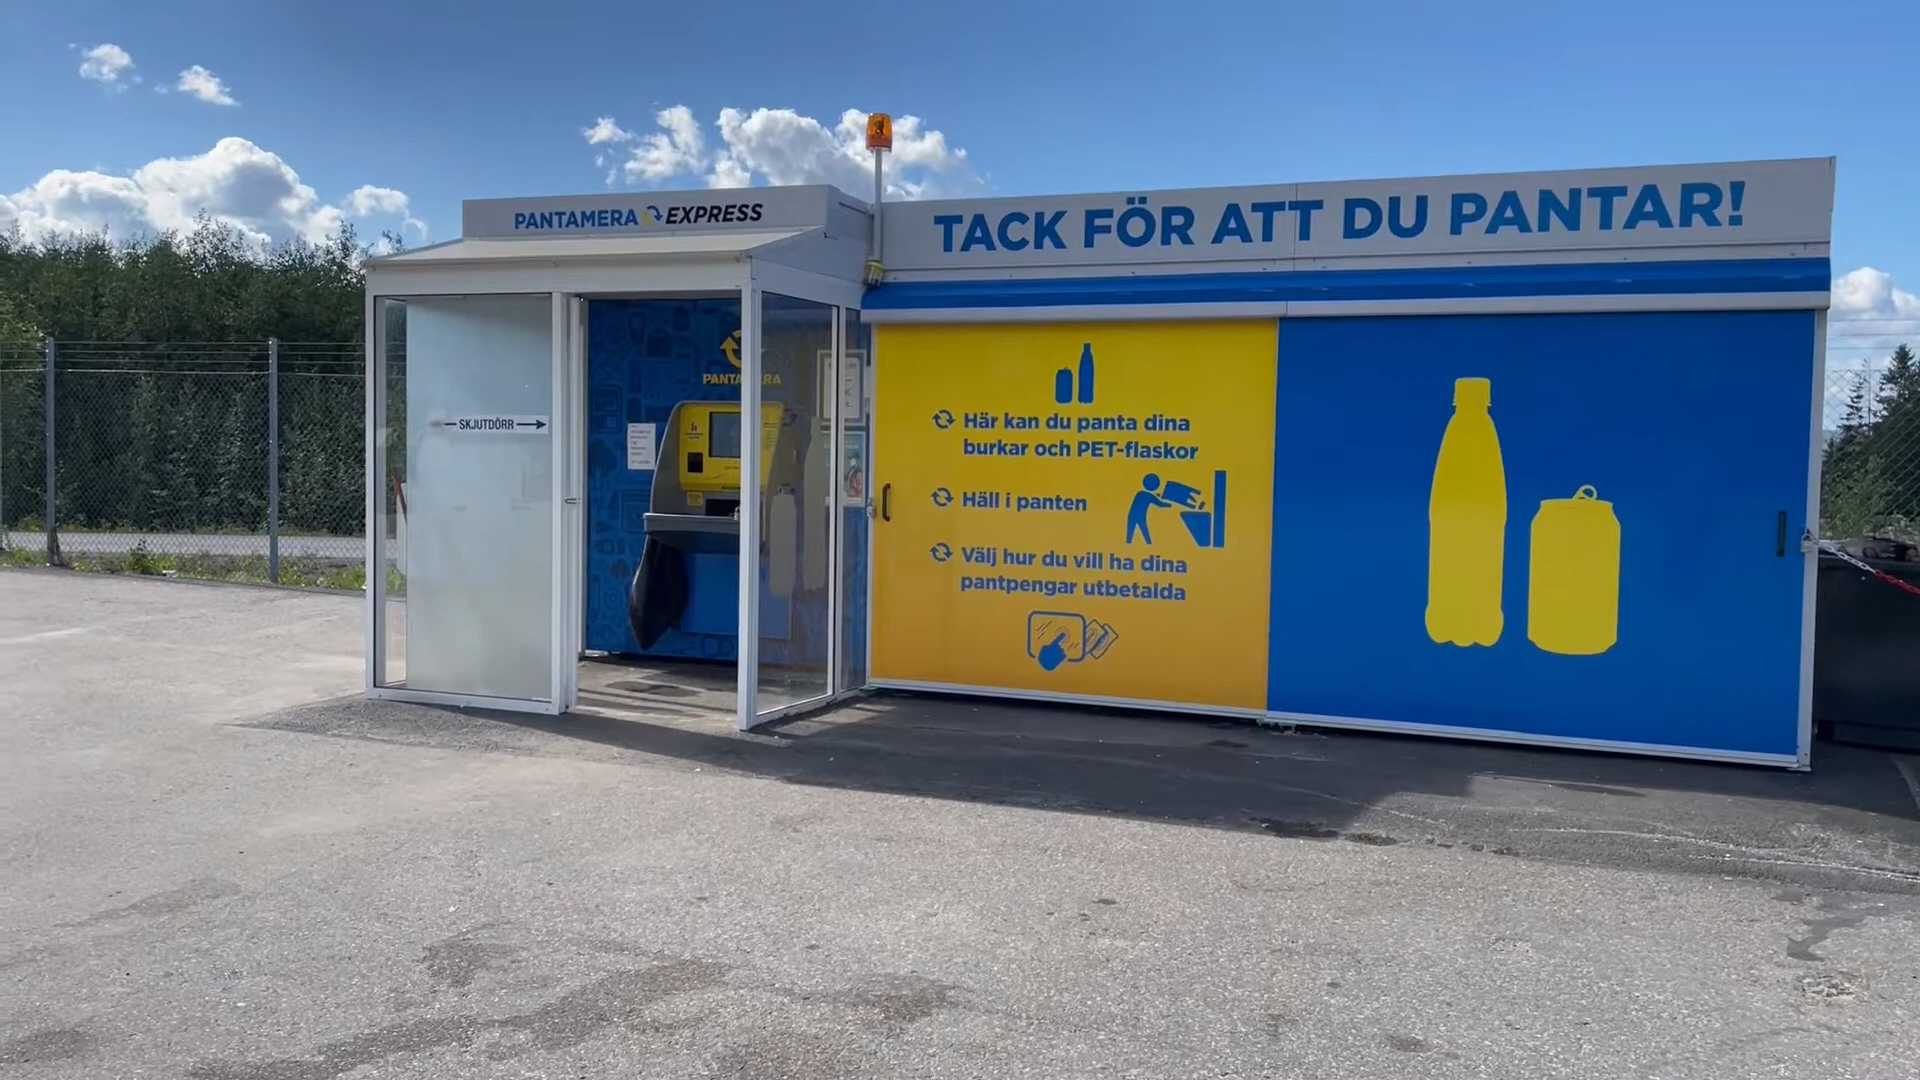 PANTAMERA EXPRESS
TACK FÖR ATT DU PANTAR!
SKJUTDÖRR
PANTAMERA
Här kan du panta dina
burkar och PET-flaskor
Häll i panten
Välj hur du vill ha dina
pantpengar utbetalda